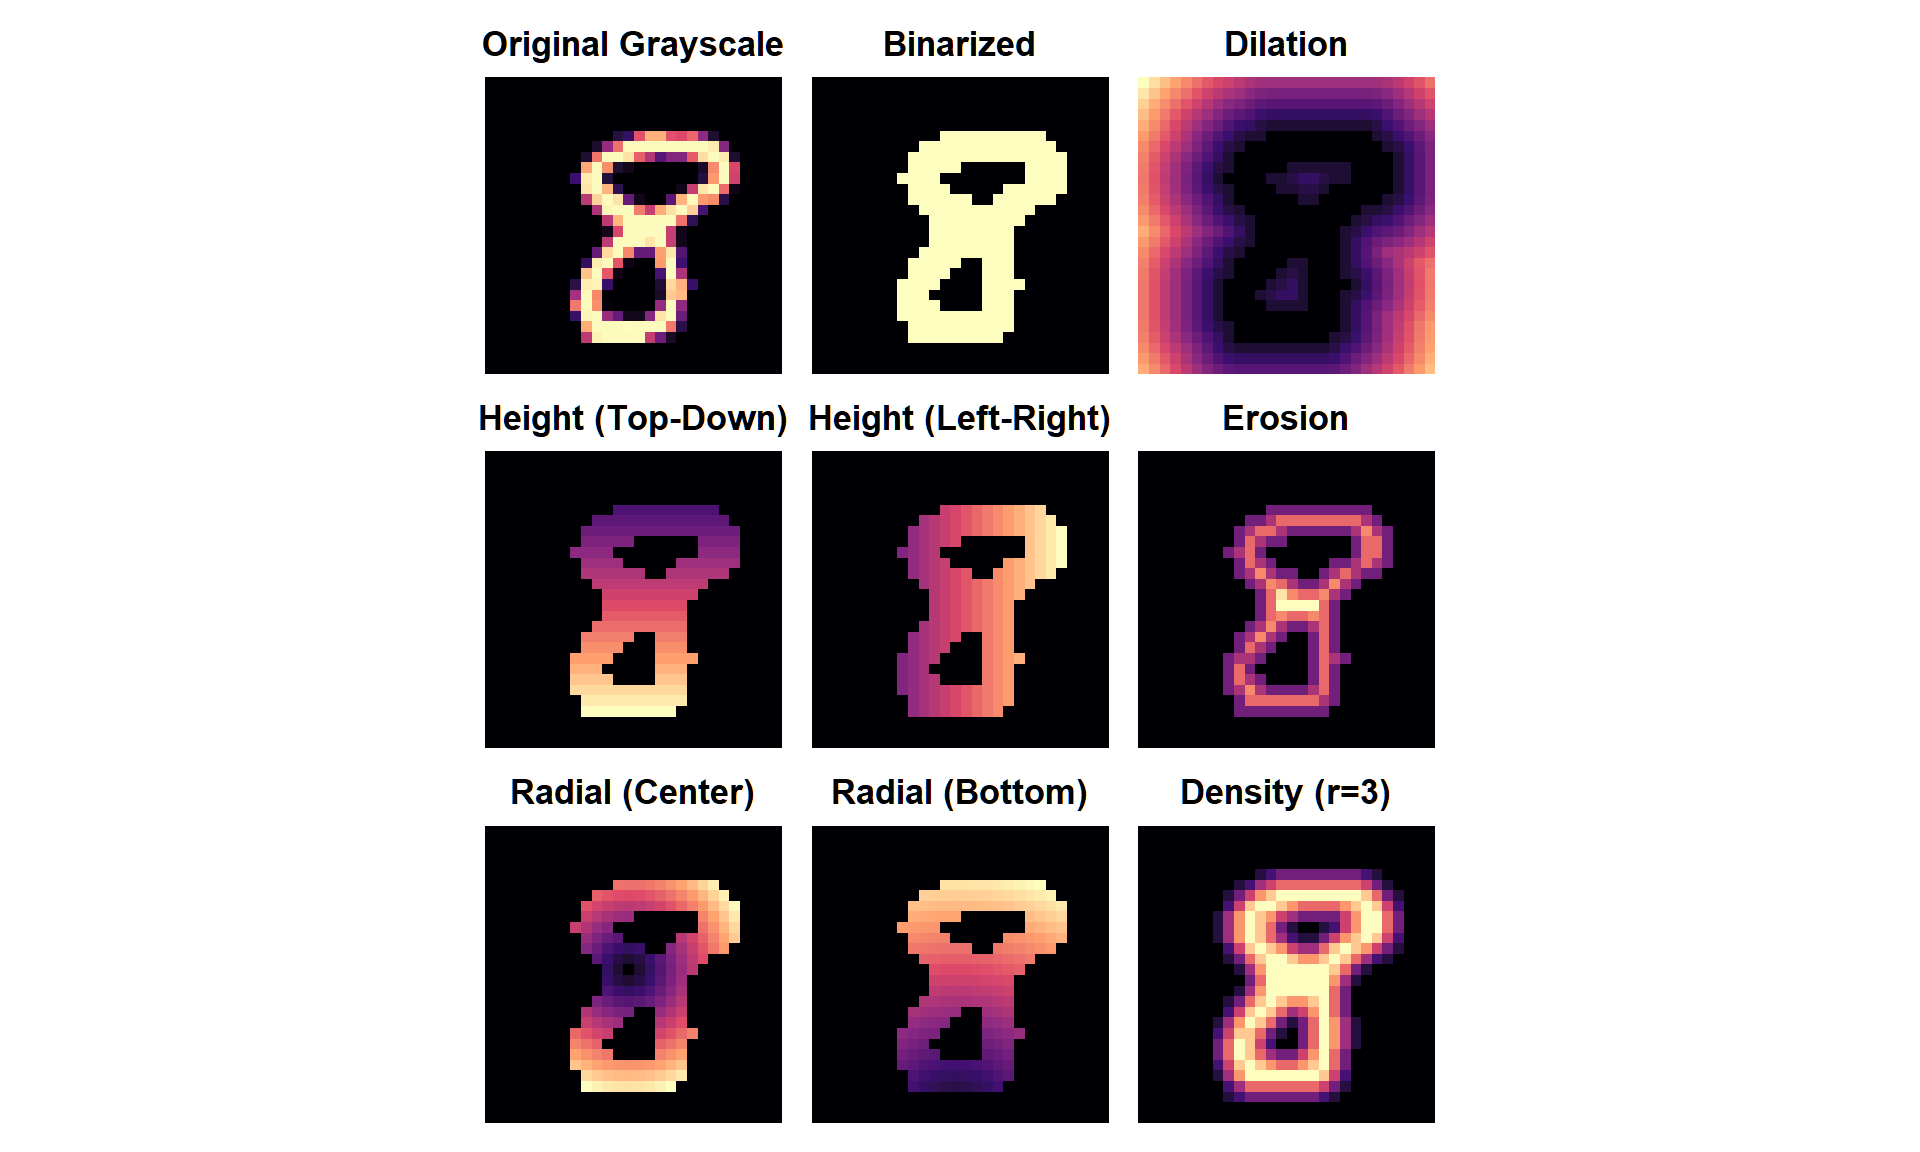 Original Grayscale Binarized Dilation
Height (Top-Down) Height (Left-Right) Erosion
Radial (Center) Radial (Bottom) Density (r=3)